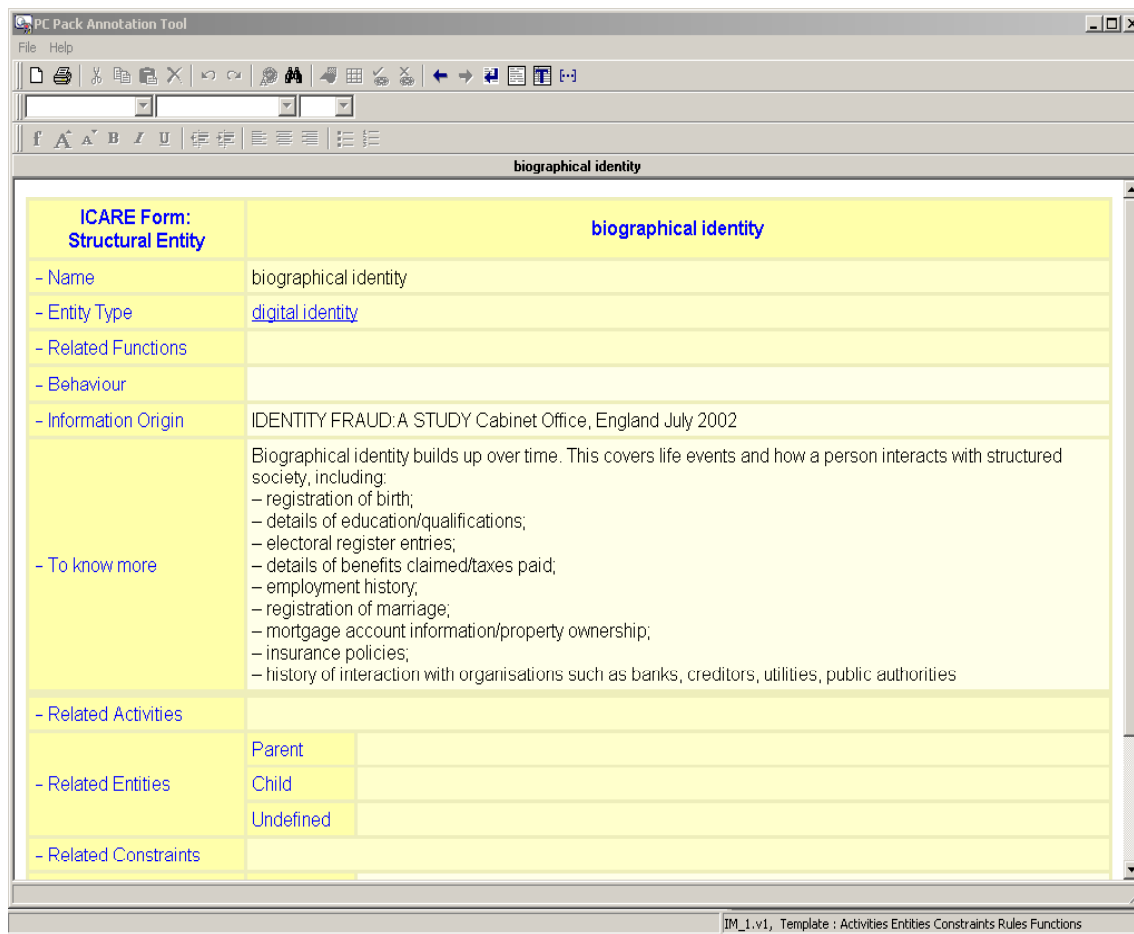 PC Pack Annotation Tool
File Help
f A A B I U
biographical identity
ICARE Form:
Structural Entity
biographical identity
– Name
biographical identity
– Entity Type
digital identity
– Related Functions
– Behaviour
– Information Origin
IDENTITY FRAUD:A STUDY Cabinet Office, England July 2002
– To know more
Biographical identity builds up over time. This covers life events and how a person interacts with structured
society, including:
– registration of birth;
– details of education/qualifications;
– electoral register entries;
– details of benefits claimed/taxes paid;
– employment history;
– registration of marriage;
– mortgage account information/property ownership;
– insurance policies;
– history of interaction with organisations such as banks, creditors, utilities, public authorities
– Related Activities
– Related Entities
Parent
Child
Undefined
– Related Constraints
IM_1.v1, Template : Activities Entities Constraints Rules Functions